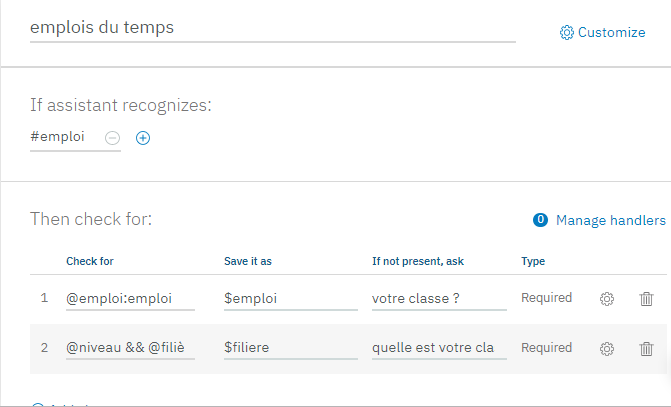 emplois du temps
Customize
If assistant recognizes:
#emploi
Then check for:
0 Manage handlers
Check for Save it as If not present, ask Type
1 @emploi:emploi $emploi votre classe ? Required
2 @niveau && @filiè $filiere quelle est votre cla Required